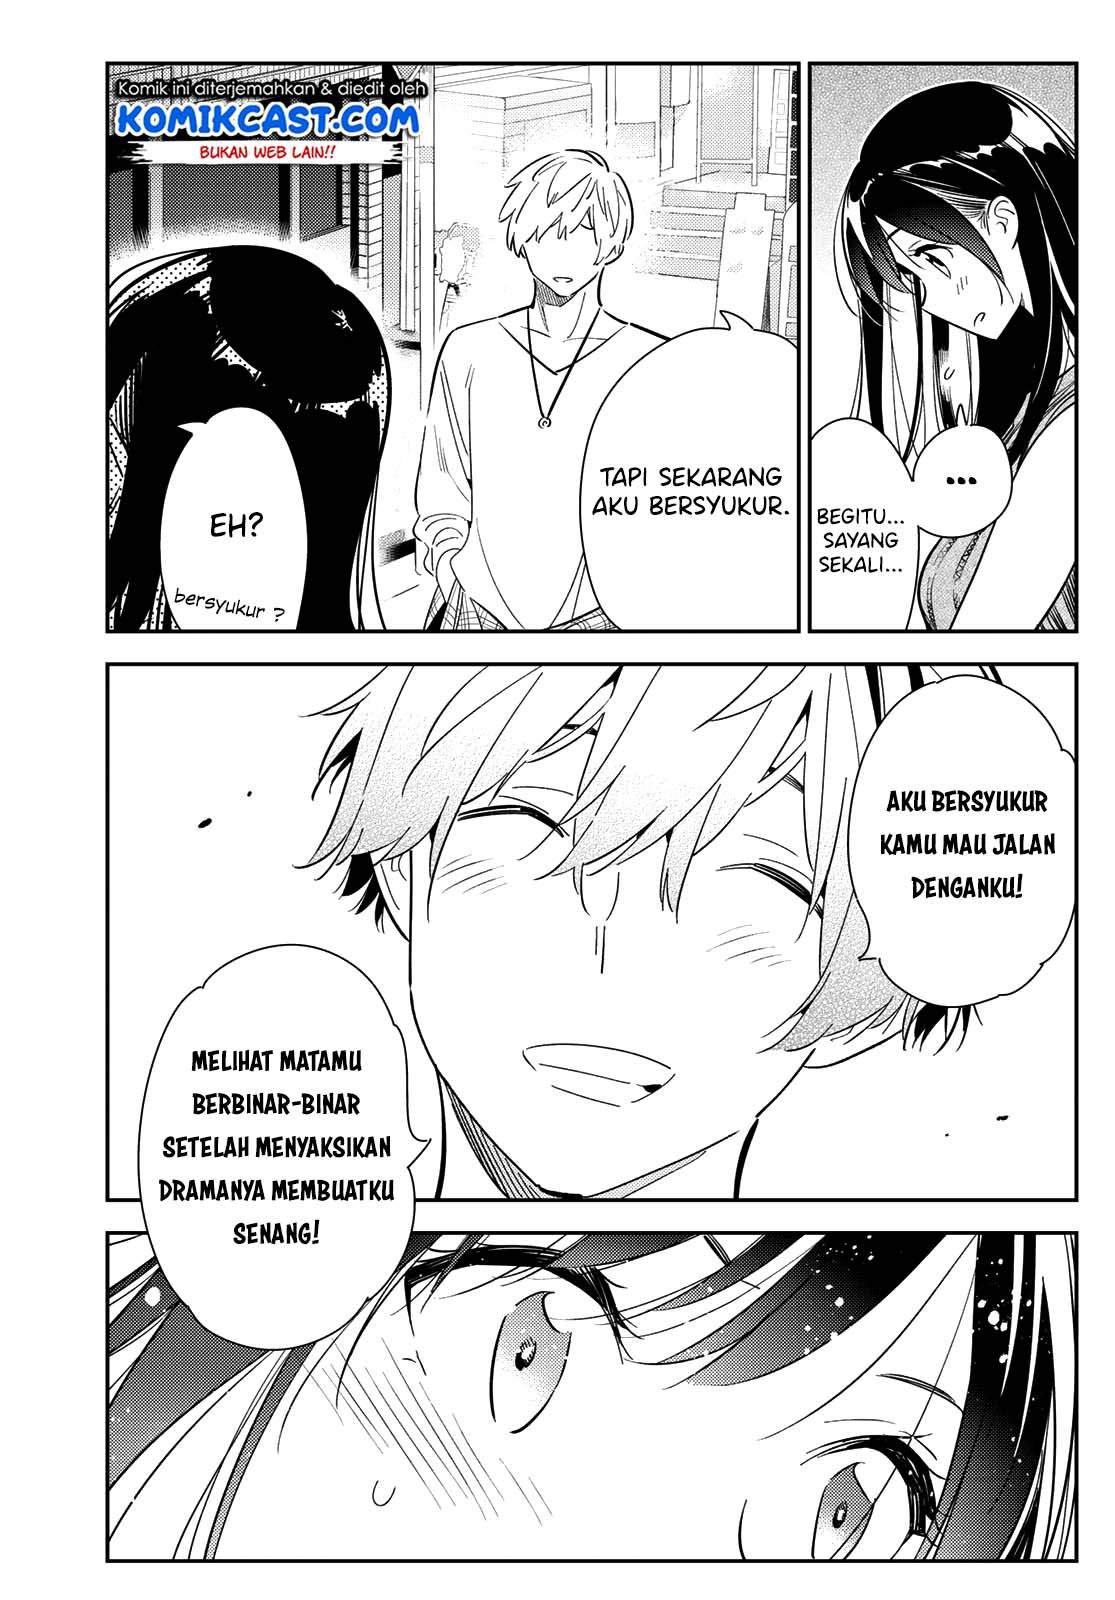 Komik ini diterjemahkan & diedit oleh
KOMIKCAST.COM
BUKAN WEB LAIN!!
...
BEGITU...
SAYANG
SEKALI...
TAPI SEKARANG
AKU BERSYUKUR.
EH?
bersyukur ?
AKU BERSYUKUR
KAMU MAU JALAN
DENGANKU!
MELIHAT MATAMU
BERBINAR-BINAR
SETELAH MENYAKSIKAN
DRAMANYA MEMBUATKU
SENANG!